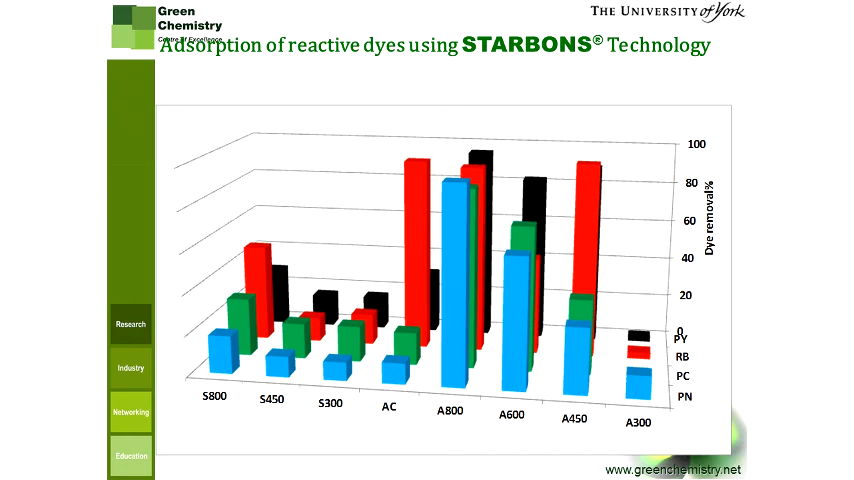 Green
Chemistry
Centre of Excellence
THE UNIVERSITY of York
Adsorption of reactive dyes using STARBONS® Technology
100
80
60
40
20
0
Dye removal%
PY
RB
PC
PN
S800
S450
S300
AC
A800
A600
A450
A300
Research
Industry
Networking
Education
www.greenchemistry.net